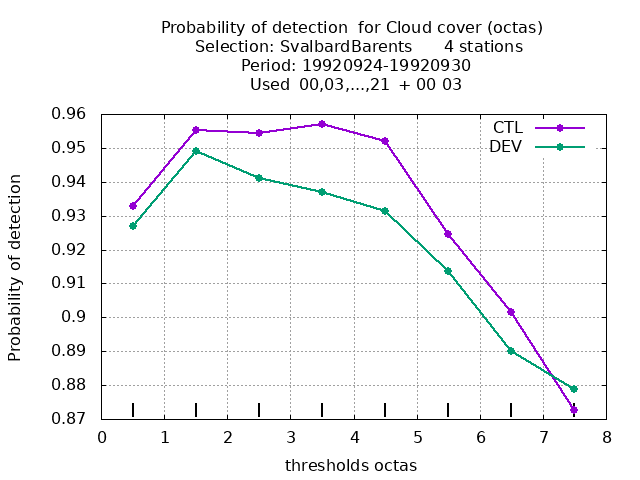 Probability of detection  for Cloud cover (octas)
Selection: SvalbardBarents      4 stations
Period: 19920924-19920930
Used  00,03,...,21  + 00 03
CTL
DEV
0.96
0.95
0.94
0.93
0.92
0.91
0.9
0.89
0.88
0.87
Probability of detection
0 1 2 3 4 5 6 7 8
thresholds octas